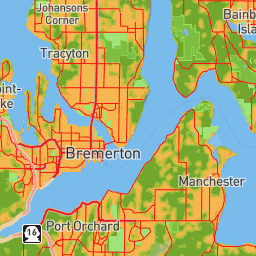 Johansons
Corner
Bainb
Isla
Tracyton
oint-
ke
Bremerton
Manchester
16
Port Orchard